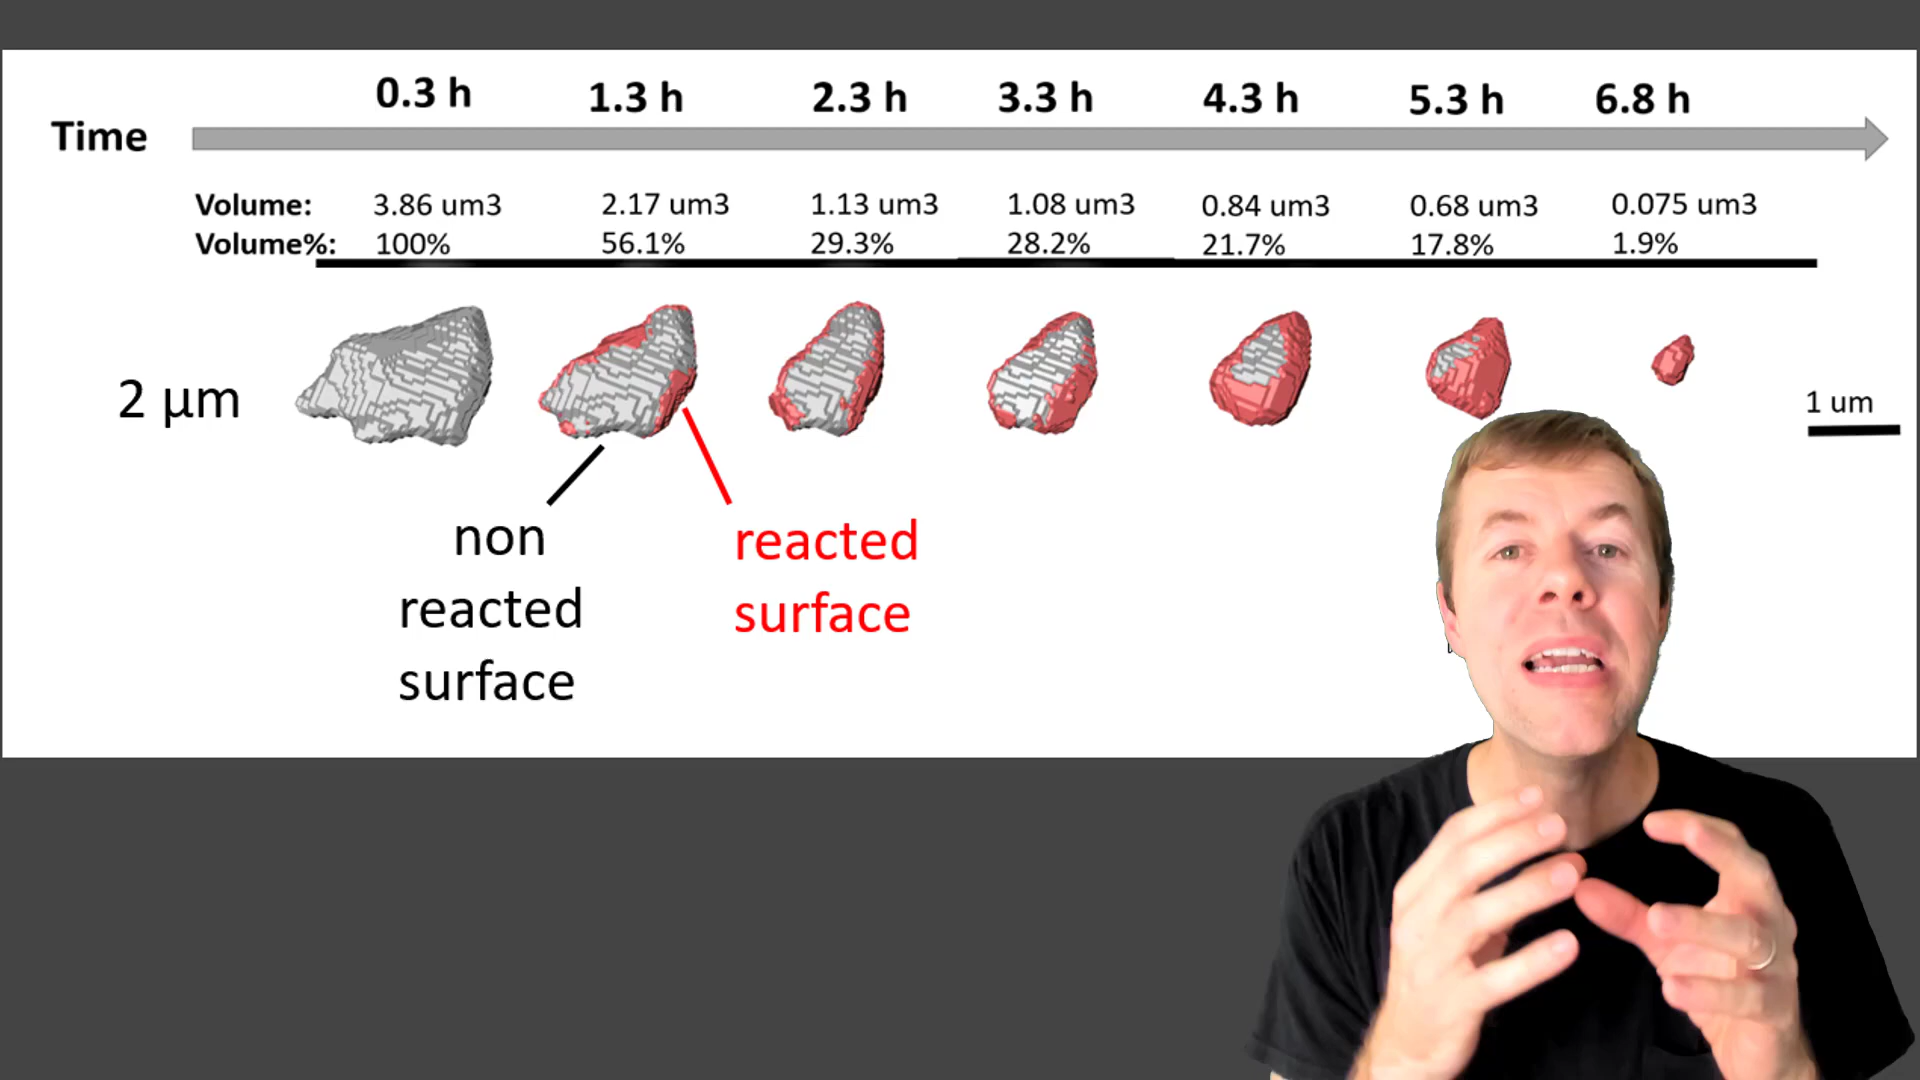 0.3 h 1.3 h 2.3 h 3.3 h 4.3 h 5.3 h 6.8 h
Time
Volume: 3.86 um3 2.17 um3 1.13 um3 1.08 um3 0.84 um3 0.68 um3 0.075 um3
Volume%: 100% 56.1% 29.3% 28.2% 21.7% 17.8% 1.9%
2 µm
1 um
non
reacted
surface
reacted
surface